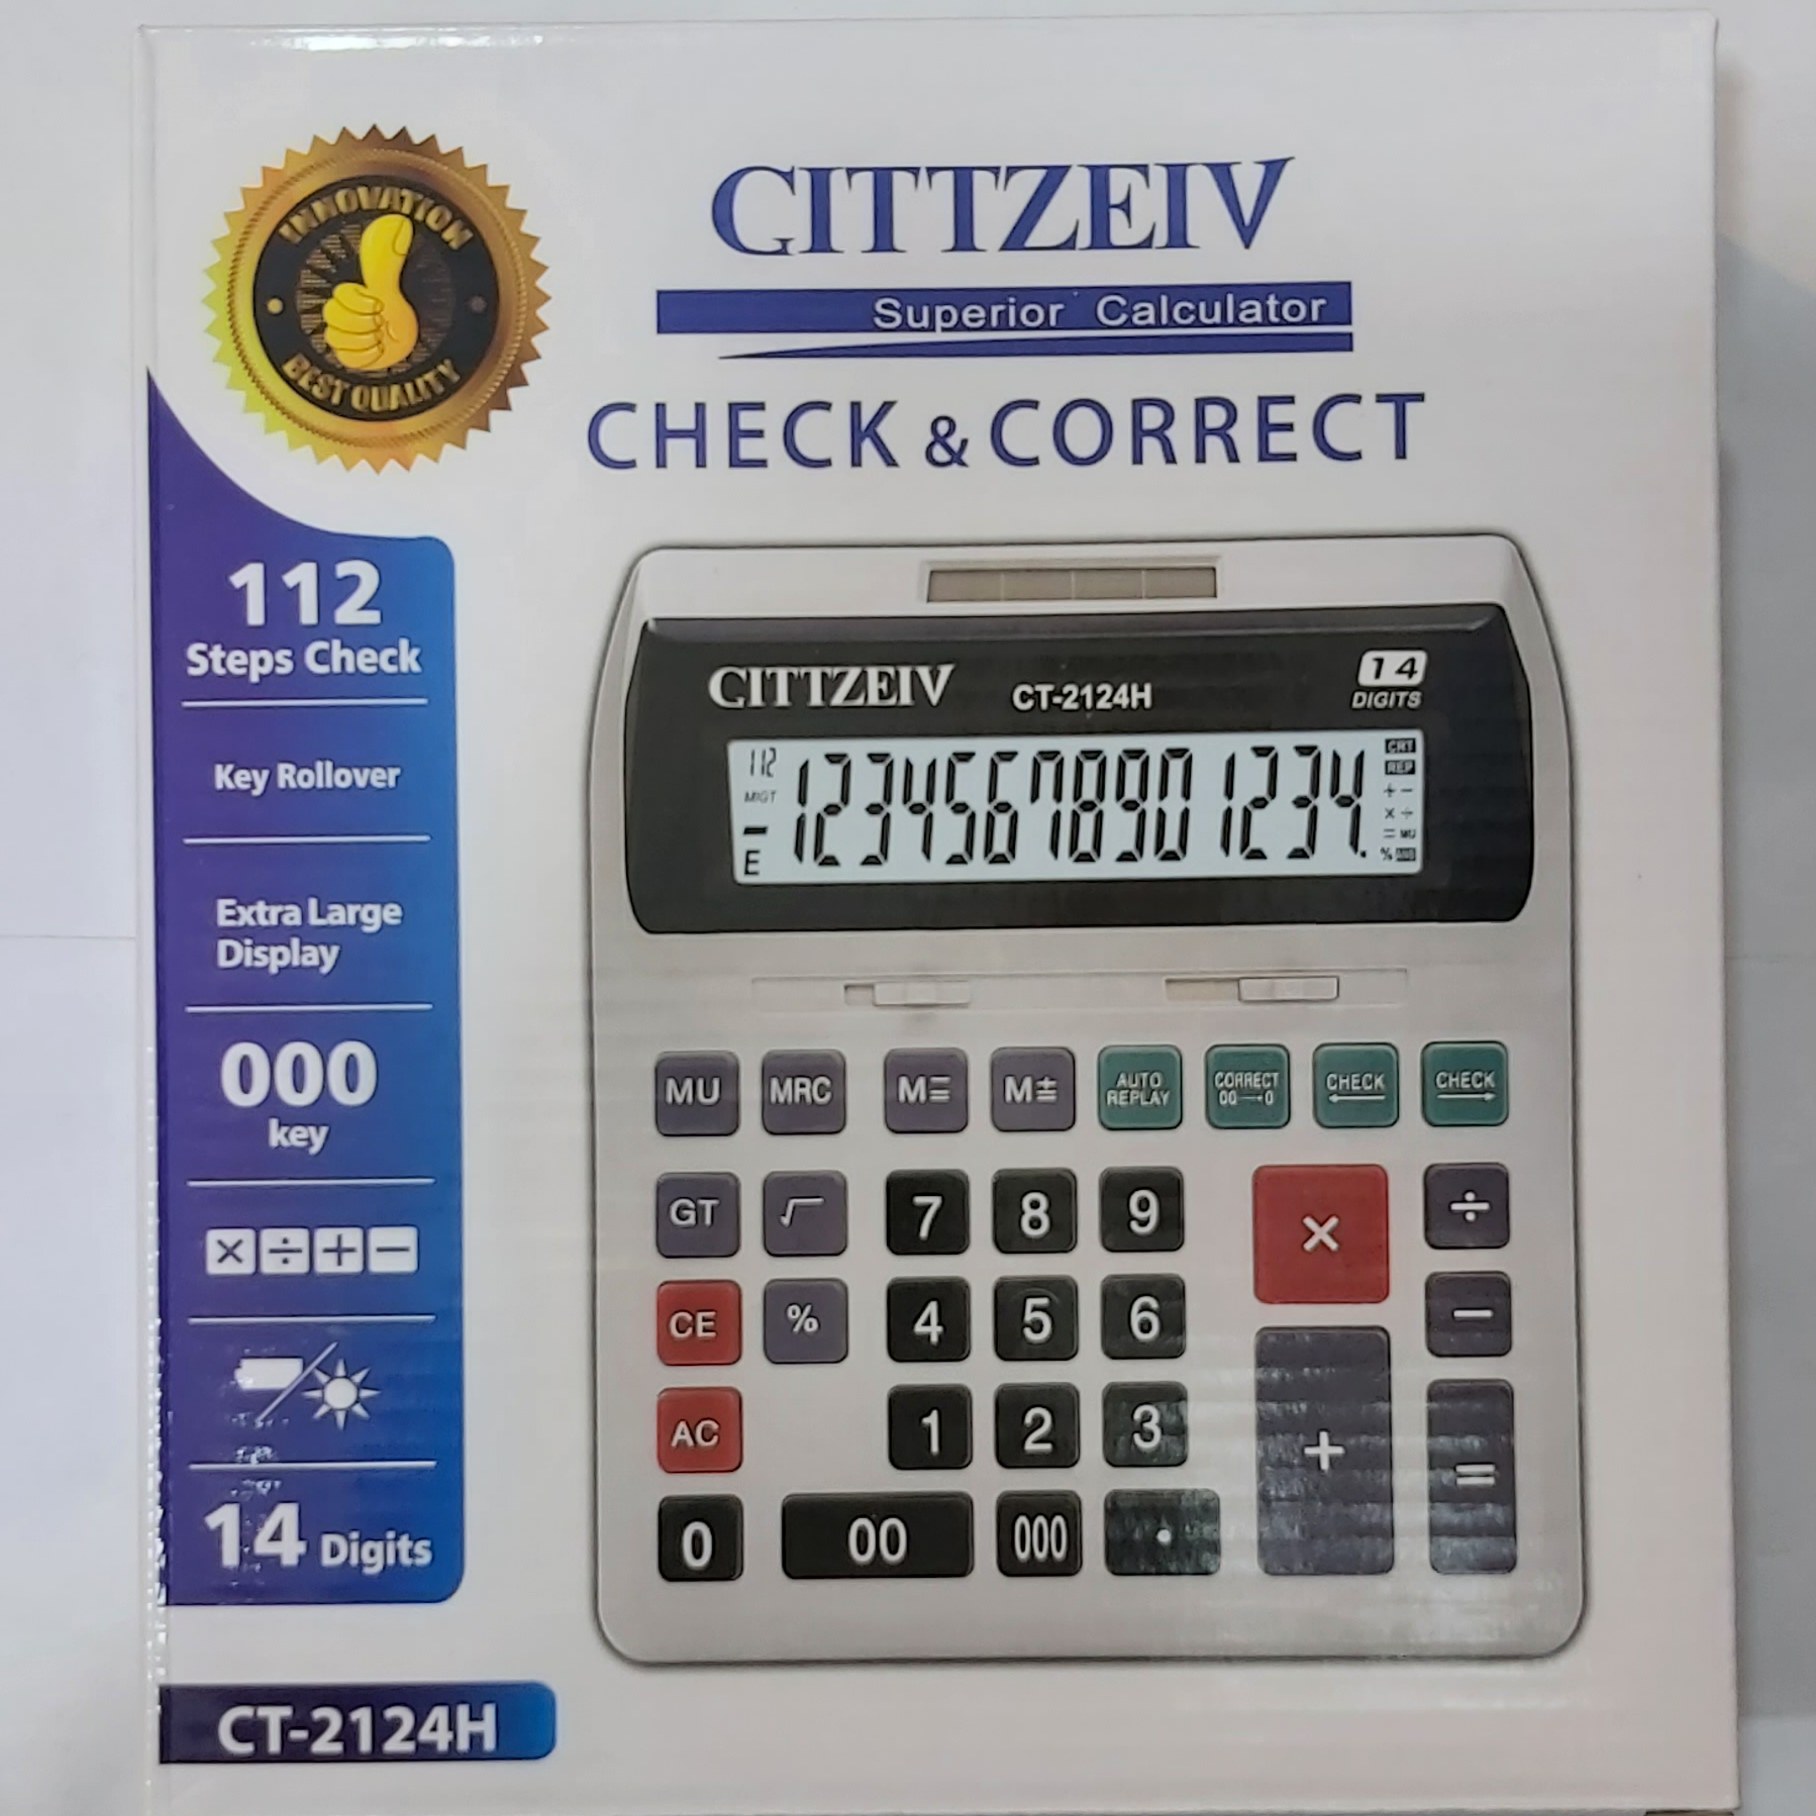 INNOVATION
BEST QUALITY
CITTZEIV
Superior Calculator
CHECK & CORRECT
112
Steps Check
Key Rollover
Extra Large
Display
000
key
× ÷ + −
14 Digits
CT-2124H
CITTZEIV CT-2124H 14
DIGITS
112
MIGT
−
E
12345678901234.
CRT
REP
+ −
× ÷
= MU
% ANS
MU MRC M= M± AUTO REPLAY CORRECT 00→0 CHECK ← CHECK →
GT √ 7 8 9 × ÷
CE % 4 5 6 −
AC 1 2 3 + =
0 00 000 .